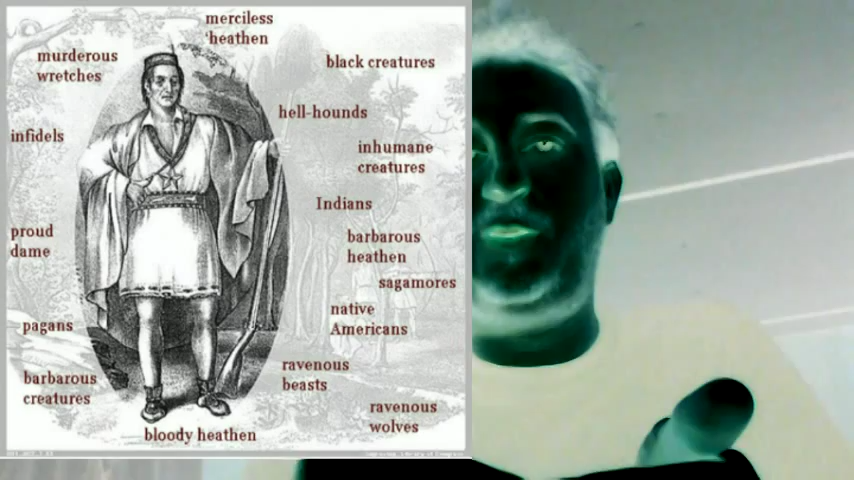 merciless
heathen
murderous
wretches
black creatures
hell-hounds
infidels
inhumane
creatures
Indians
proud
dame
barbarous
heathen
sagamores
native
Americans
pagans
ravenous
beasts
barbarous
creatures
ravenous
wolves
bloody heathen